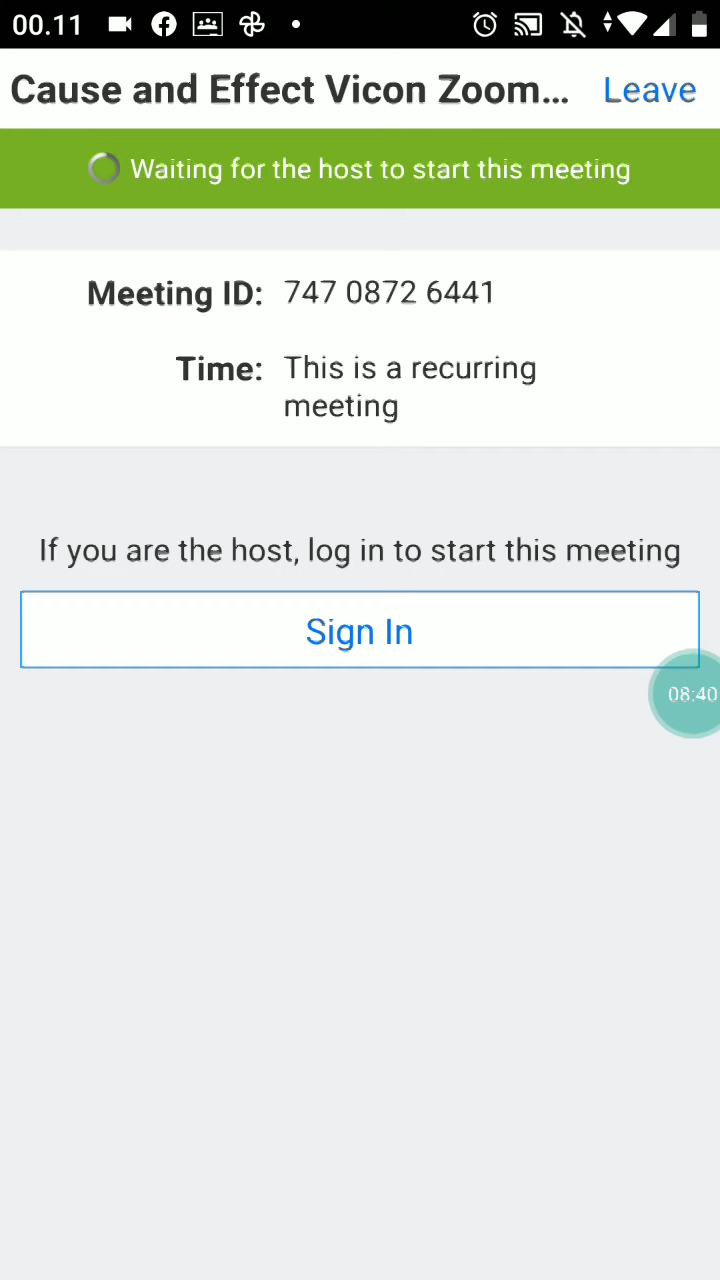 00.11
Cause and Effect Vicon Zoom... Leave
Waiting for the host to start this meeting
Meeting ID: 747 0872 6441
Time: This is a recurring
meeting
If you are the host, log in to start this meeting
Sign In
08:40